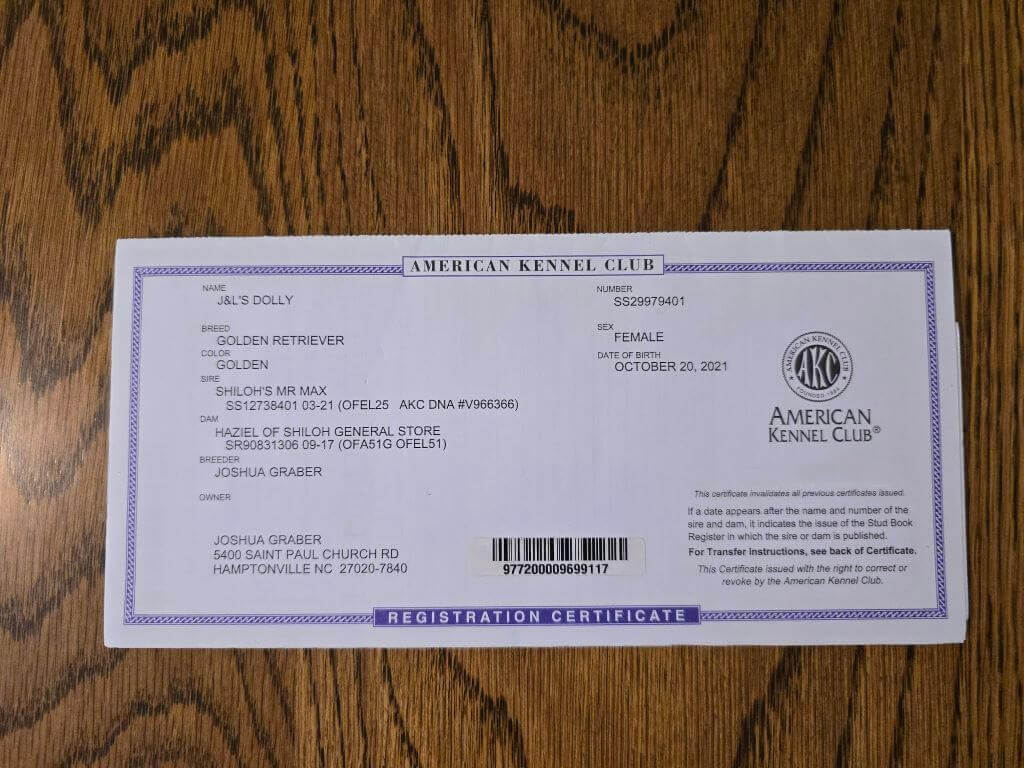 AMERICAN KENNEL CLUB
NAME
J&L'S DOLLY
NUMBER
SS29979401
BREED
GOLDEN RETRIEVER
SEX
FEMALE
COLOR
GOLDEN
DATE OF BIRTH
OCTOBER 20, 2021
SIRE
SHILOH'S MR MAX
SS12738401 03-21 (OFEL25 AKC DNA #V966366)
DAM
HAZIEL OF SHILOH GENERAL STORE
SR90831306 09-17 (OFA51G OFEL51)
BREEDER
JOSHUA GRABER
OWNER
JOSHUA GRABER
5400 SAINT PAUL CHURCH RD
HAMPTONVILLE NC 27020-7840
977200009699117
AMERICAN KENNEL CLUB
AKC
FOUNDED 1884
AMERICAN
KENNEL CLUB®
This certificate invalidates all previous certificates issued.
If a date appears after the name and number of the
sire and dam, it indicates the issue of the Stud Book
Register in which the sire or dam is published.
For Transfer Instructions, see back of Certificate.
This Certificate issued with the right to correct or
revoke by the American Kennel Club.
REGISTRATION CERTIFICATE